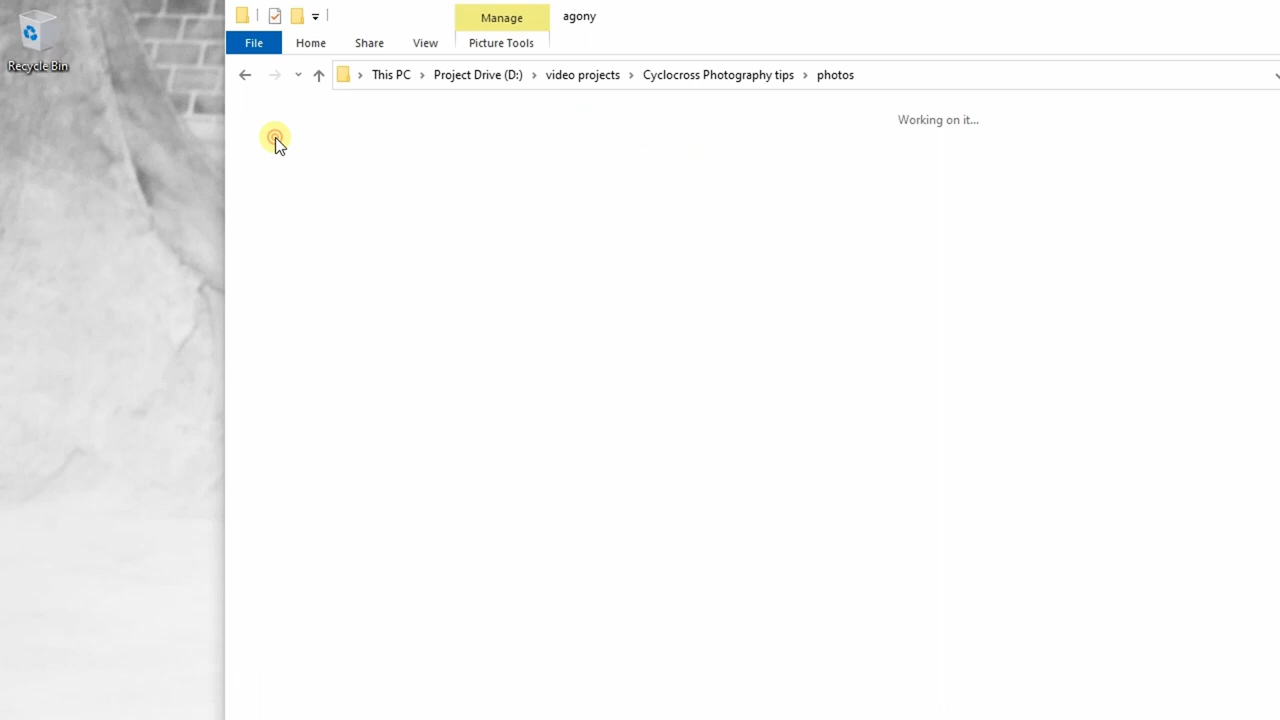 Manage
agony
File
Home
Share
View
Picture Tools
This PC
Project Drive (D:)
video projects
Cyclocross Photography tips
photos
Working on it...
Recycle Bin